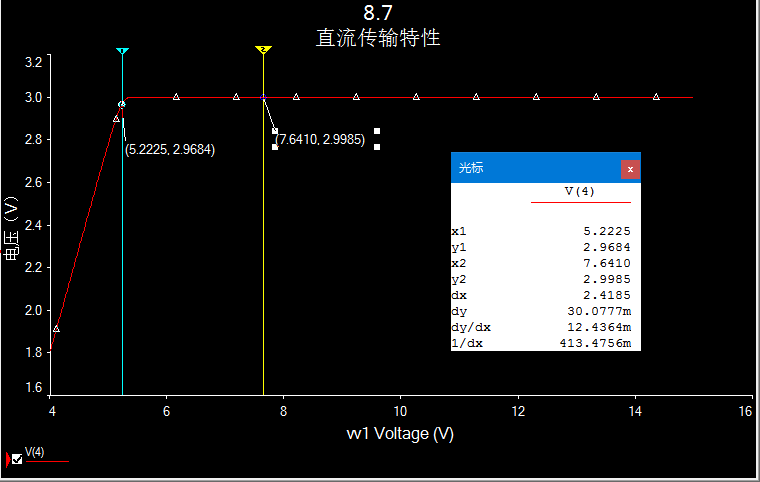 8.7
直流传输特性
1
2
3.2
3.0
2.8
2.6
2.4
2.2
2.0
1.8
1.6
电压（V）
(5.2225, 2.9684)
(7.6410, 2.9985)
光标
x
V(4)
x1 5.2225
y1 2.9684
x2 7.6410
y2 2.9985
dx 2.4185
dy 30.0777m
dy/dx 12.4364m
1/dx 413.4756m
4 6 8 10 12 14 16
vv1 Voltage (V)
V(4)